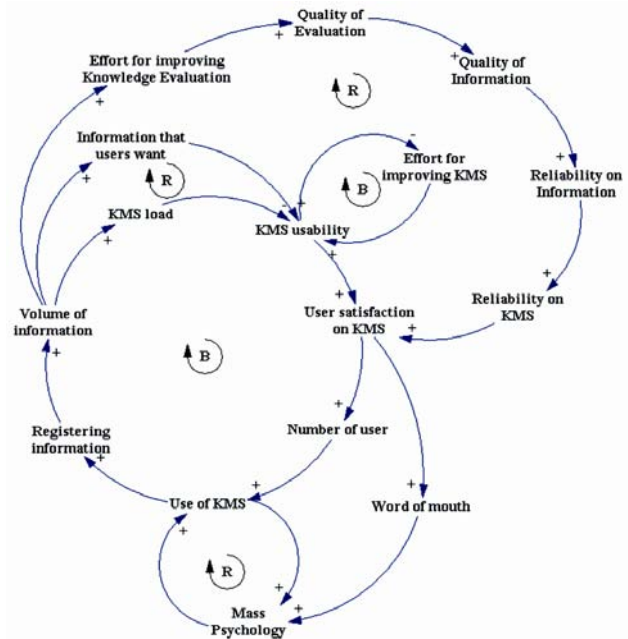 Quality of
Evaluation
+
Effort for improving
Knowledge Evaluation
+
+
Quality of
Information
R
Information that
users want
+
-
Effort for
improving KMS
+
Reliability on
Information
R
B
KMS load
+
-
+
KMS usability
+
+
+
+
Reliability on
KMS
Volume of
information
+
User satisfaction
on KMS
+
B
+
Number of user
Registering
information
+
+
+
Use of KMS
Word of mouth
+
R
+
+
Mass
Psychology